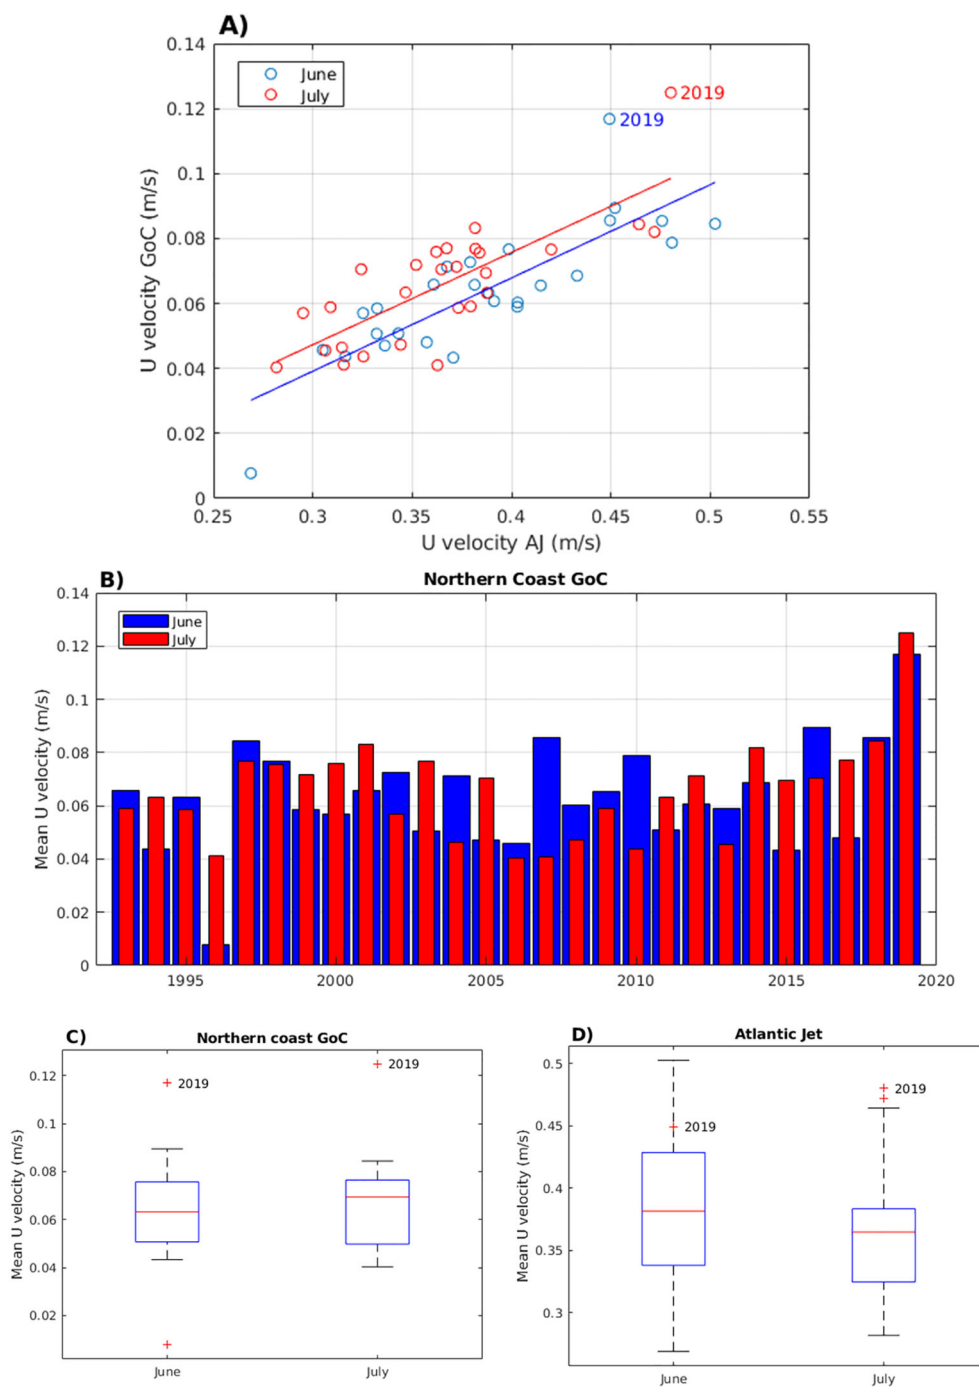 A)
0.14
0.12
0.1
0.08
0.06
0.04
0.02
0
U velocity GoC (m/s)
June
July
2019
2019
0.25 0.3 0.35 0.4 0.45 0.5 0.55
U velocity AJ (m/s)
B)
Northern Coast GoC
0.14
0.12
0.1
0.08
0.06
0.04
0.02
0
Mean U velocity (m/s)
June
July
1995 2000 2005 2010 2015 2020
C)
Northern coast GoC
0.12
0.1
0.08
0.06
0.04
0.02
Mean U velocity (m/s)
2019
2019
June July
D)
Atlantic Jet
0.5
0.45
0.4
0.35
0.3
Mean U velocity (m/s)
2019
2019
June July